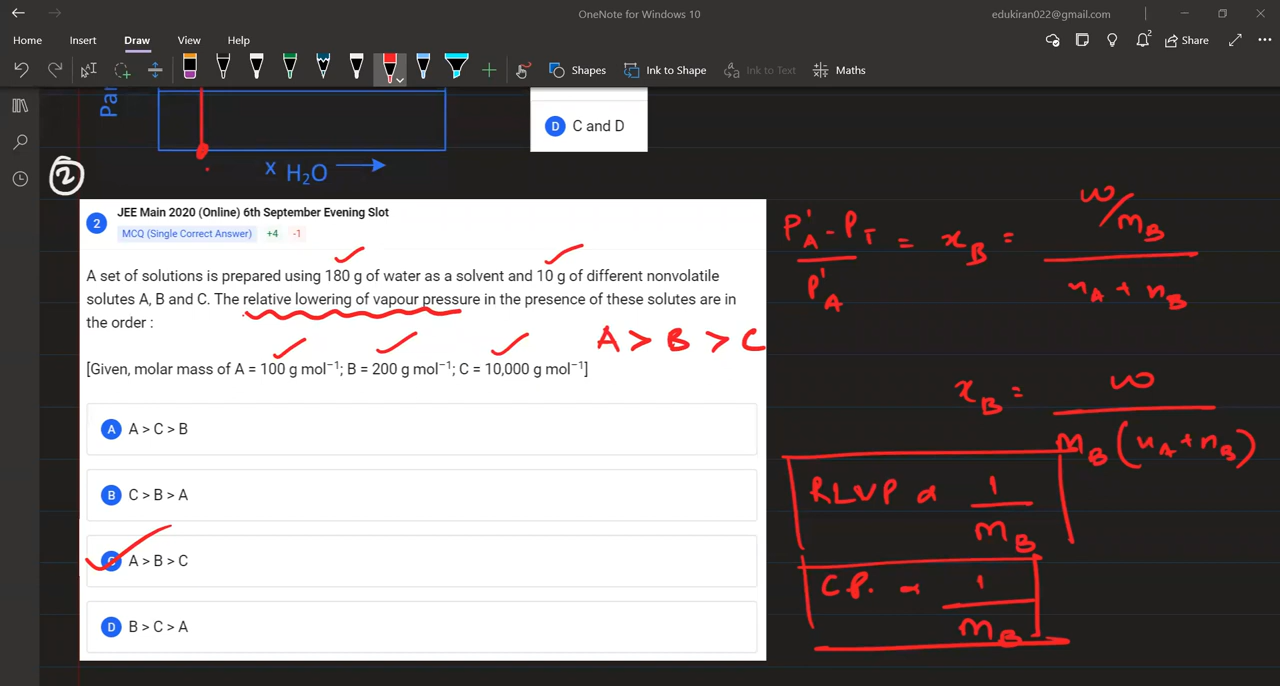 OneNote for Windows 10
edukiran022@gmail.com
Home Insert Draw View Help
Share
Shapes Ink to Shape Ink to Text Maths
Par
D C and D
x H₂O →
2
2 JEE Main 2020 (Online) 6th September Evening Slot
MCQ (Single Correct Answer) +4 -1
A set of solutions is prepared using 180 g of water as a solvent and 10 g of different nonvolatile
solutes A, B and C. The relative lowering of vapour pressure in the presence of these solutes are in
the order :
A > B > C
[Given, molar mass of A = 100 g mol⁻¹; B = 200 g mol⁻¹; C = 10,000 g mol⁻¹]
A A > C > B
B C > B > A
C A > B > C
D B > C > A
P'A - PT / P'A = xB = w/mB / nA + nB
xB = w / mB (nA + nB)
RLVP ∝ 1 / mB
C.P. ∝ 1 / mB